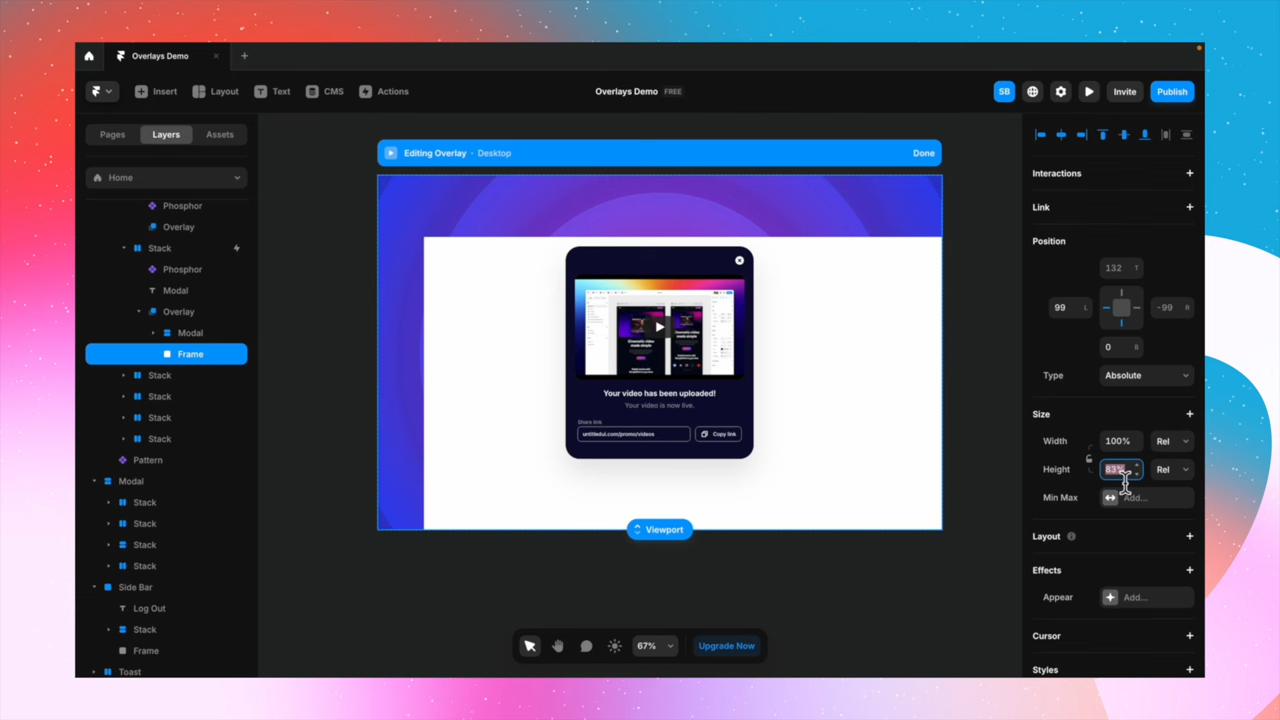 Overlays Demo
Insert
Layout
Text
CMS
Actions
Overlays Demo FREE
SB
Invite
Publish
Pages
Layers
Assets
Home
Phosphor
Overlay
Stack
Phosphor
Modal
Overlay
Modal
Frame
Stack
Stack
Stack
Stack
Pattern
Modal
Stack
Stack
Stack
Stack
Side Bar
Log Out
Stack
Frame
Toast
Editing Overlay · Desktop
Done
Your video has been uploaded!
Your video is now live.
Share link
untitledui.com/promo/videos
Copy link
Viewport
67%
Upgrade Now
Interactions
Link
Position
132 T
99 L
-99 R
0 B
Type
Absolute
Size
Width
100%
Rel
Height
83%
Rel
Min Max
Add...
Layout
Effects
Appear
Add...
Cursor
Styles